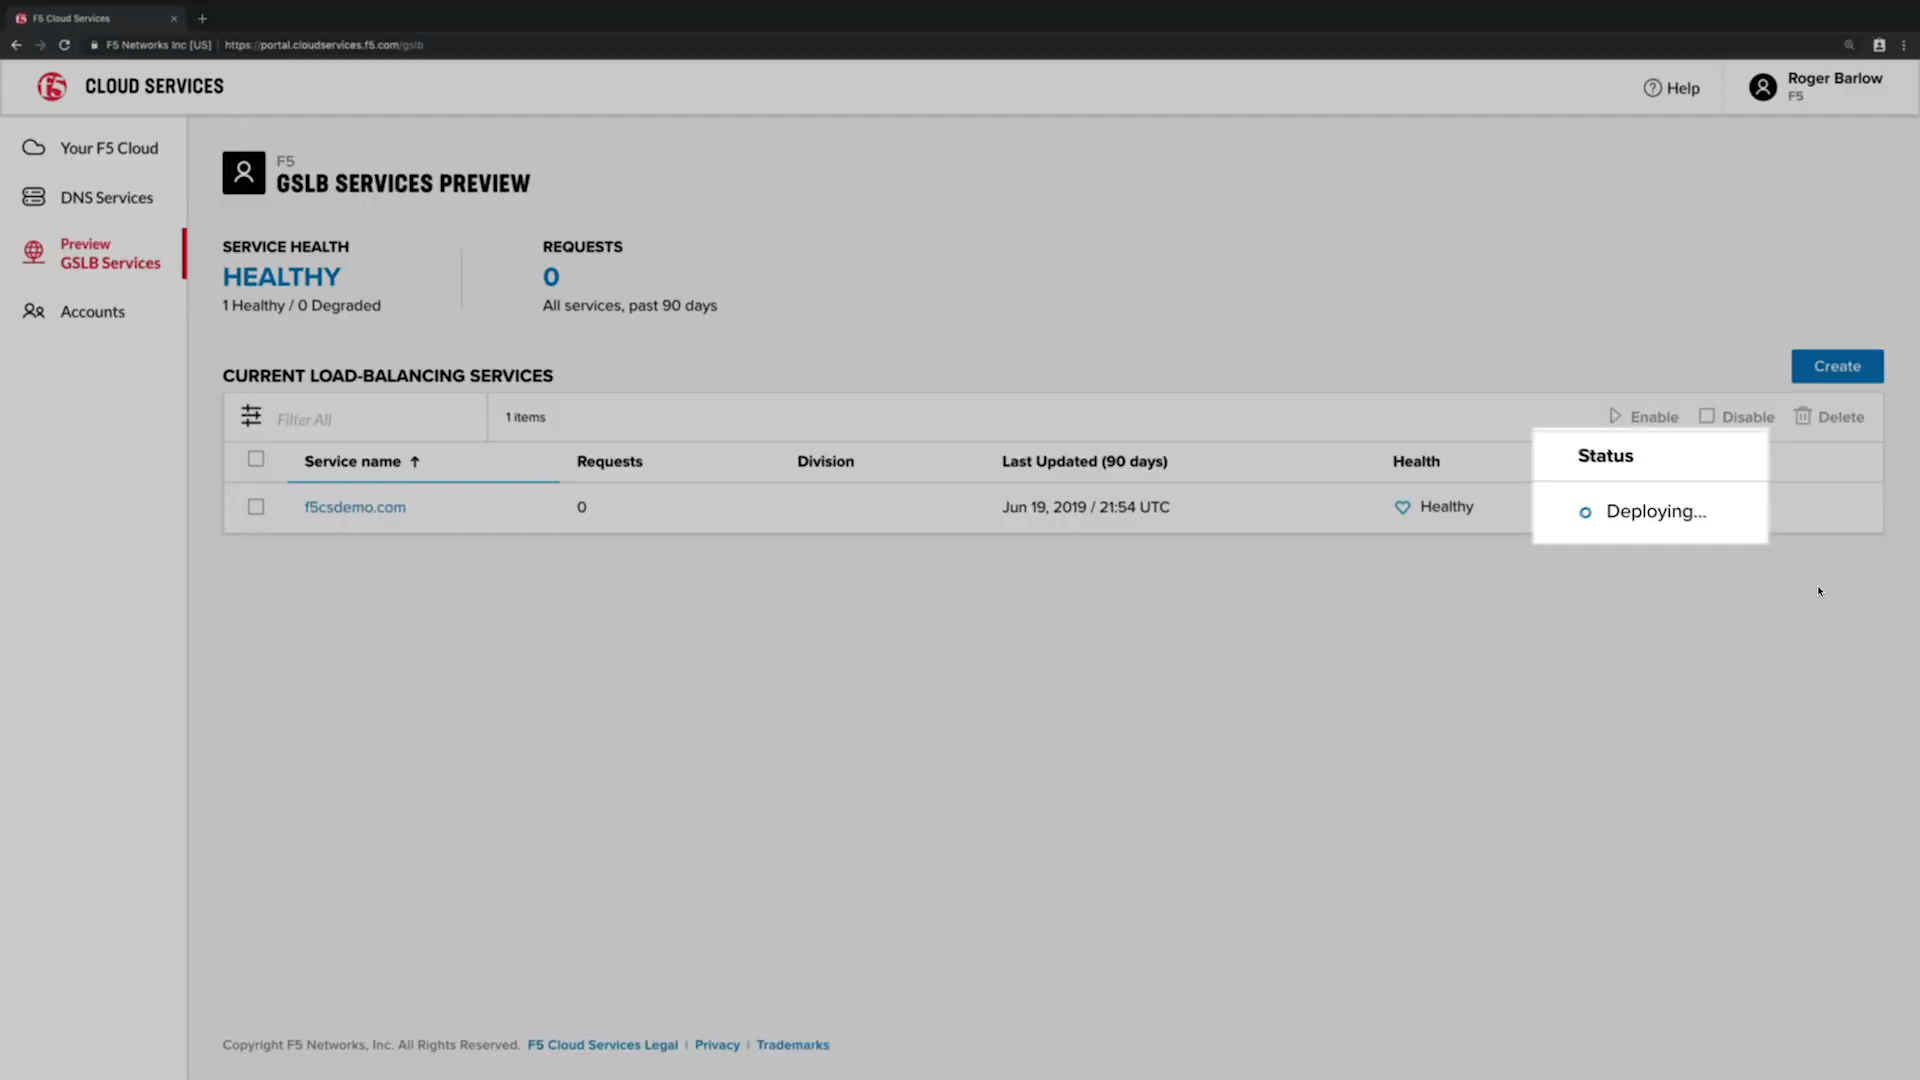 F5 Cloud Services
F5 Networks Inc [US] https://portal.cloudservices.f5.com/gslb
f5 CLOUD SERVICES
Help
Roger Barlow
F5
Your F5 Cloud
DNS Services
Preview
GSLB Services
Accounts
F5
GSLB SERVICES PREVIEW
SERVICE HEALTH
HEALTHY
1 Healthy / 0 Degraded
REQUESTS
0
All services, past 90 days
CURRENT LOAD-BALANCING SERVICES
Create
Filter All
1 items
Enable Disable Delete
Service name ↑ Requests Division Last Updated (90 days) Health Status
f5csdemo.com 0 Jun 19, 2019 / 21:54 UTC Healthy Deploying...
Copyright F5 Networks, Inc. All Rights Reserved. F5 Cloud Services Legal | Privacy | Trademarks